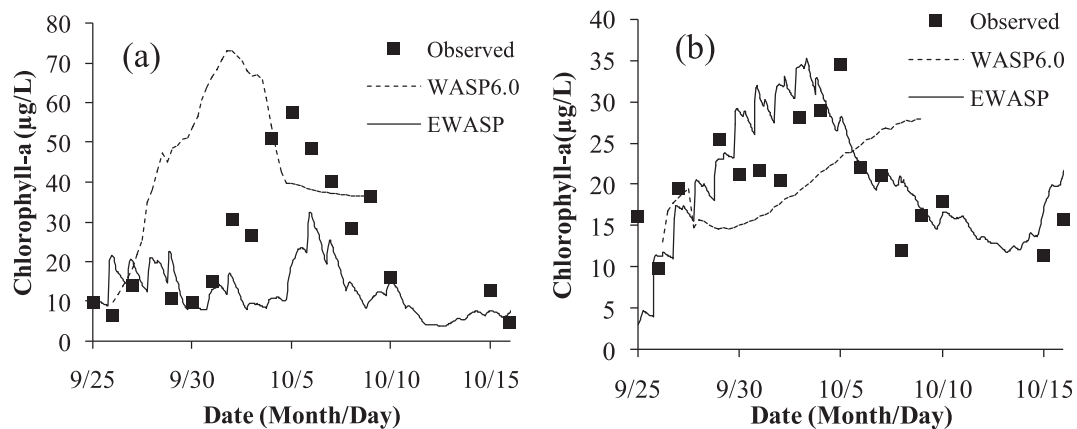 (a)
Chlorophyll-a (µg/L)
80
70
60
50
40
30
20
10
0
Observed
WASP6.0
EWASP
9/25 9/30 10/5 10/10 10/15
Date (Month/Day)
(b)
Chlorophyll-a(µg/L)
40
35
30
25
20
15
10
5
0
Observed
WASP6.0
EWASP
9/25 9/30 10/5 10/10 10/15
Date (Month/Day)